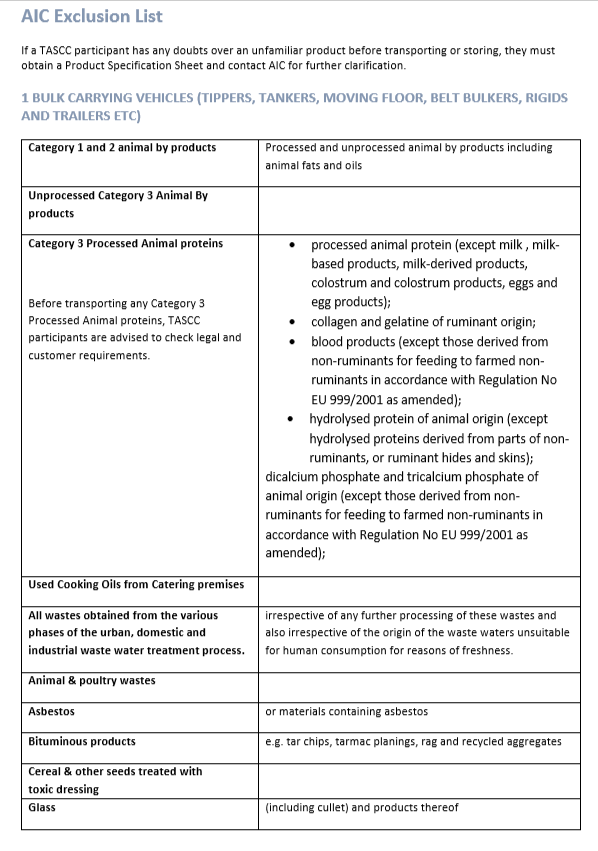 AIC Exclusion List
If a TASCC participant has any doubts over an unfamiliar product before transporting or storing, they must
obtain a Product Specification Sheet and contact AIC for further clarification.
1 BULK CARRYING VEHICLES (TIPPERS, TANKERS, MOVING FLOOR, BELT BULKERS, RIGIDS
AND TRAILERS ETC)
Category 1 and 2 animal by products
Processed and unprocessed animal by products including
animal fats and oils
Unprocessed Category 3 Animal By
products
Category 3 Processed Animal proteins
Before transporting any Category 3
Processed Animal proteins, TASCC
participants are advised to check legal and
customer requirements.
• processed animal protein (except milk , milk-
based products, milk-derived products,
colostrum and colostrum products, eggs and
egg products);
• collagen and gelatine of ruminant origin;
• blood products (except those derived from
non-ruminants for feeding to farmed non-
ruminants in accordance with Regulation No
EU 999/2001 as amended);
• hydrolysed protein of animal origin (except
hydrolysed proteins derived from parts of non-
ruminants, or ruminant hides and skins);
dicalcium phosphate and tricalcium phosphate of
animal origin (except those derived from non-
ruminants for feeding to farmed non-ruminants in
accordance with Regulation No EU 999/2001 as
amended);
Used Cooking Oils from Catering premises
All wastes obtained from the various
phases of the urban, domestic and
industrial waste water treatment process.
irrespective of any further processing of these wastes and
also irrespective of the origin of the waste waters unsuitable
for human consumption for reasons of freshness.
Animal & poultry wastes
Asbestos
or materials containing asbestos
Bituminous products
e.g. tar chips, tarmac planings, rag and recycled aggregates
Cereal & other seeds treated with
toxic dressing
Glass
(including cullet) and products thereof